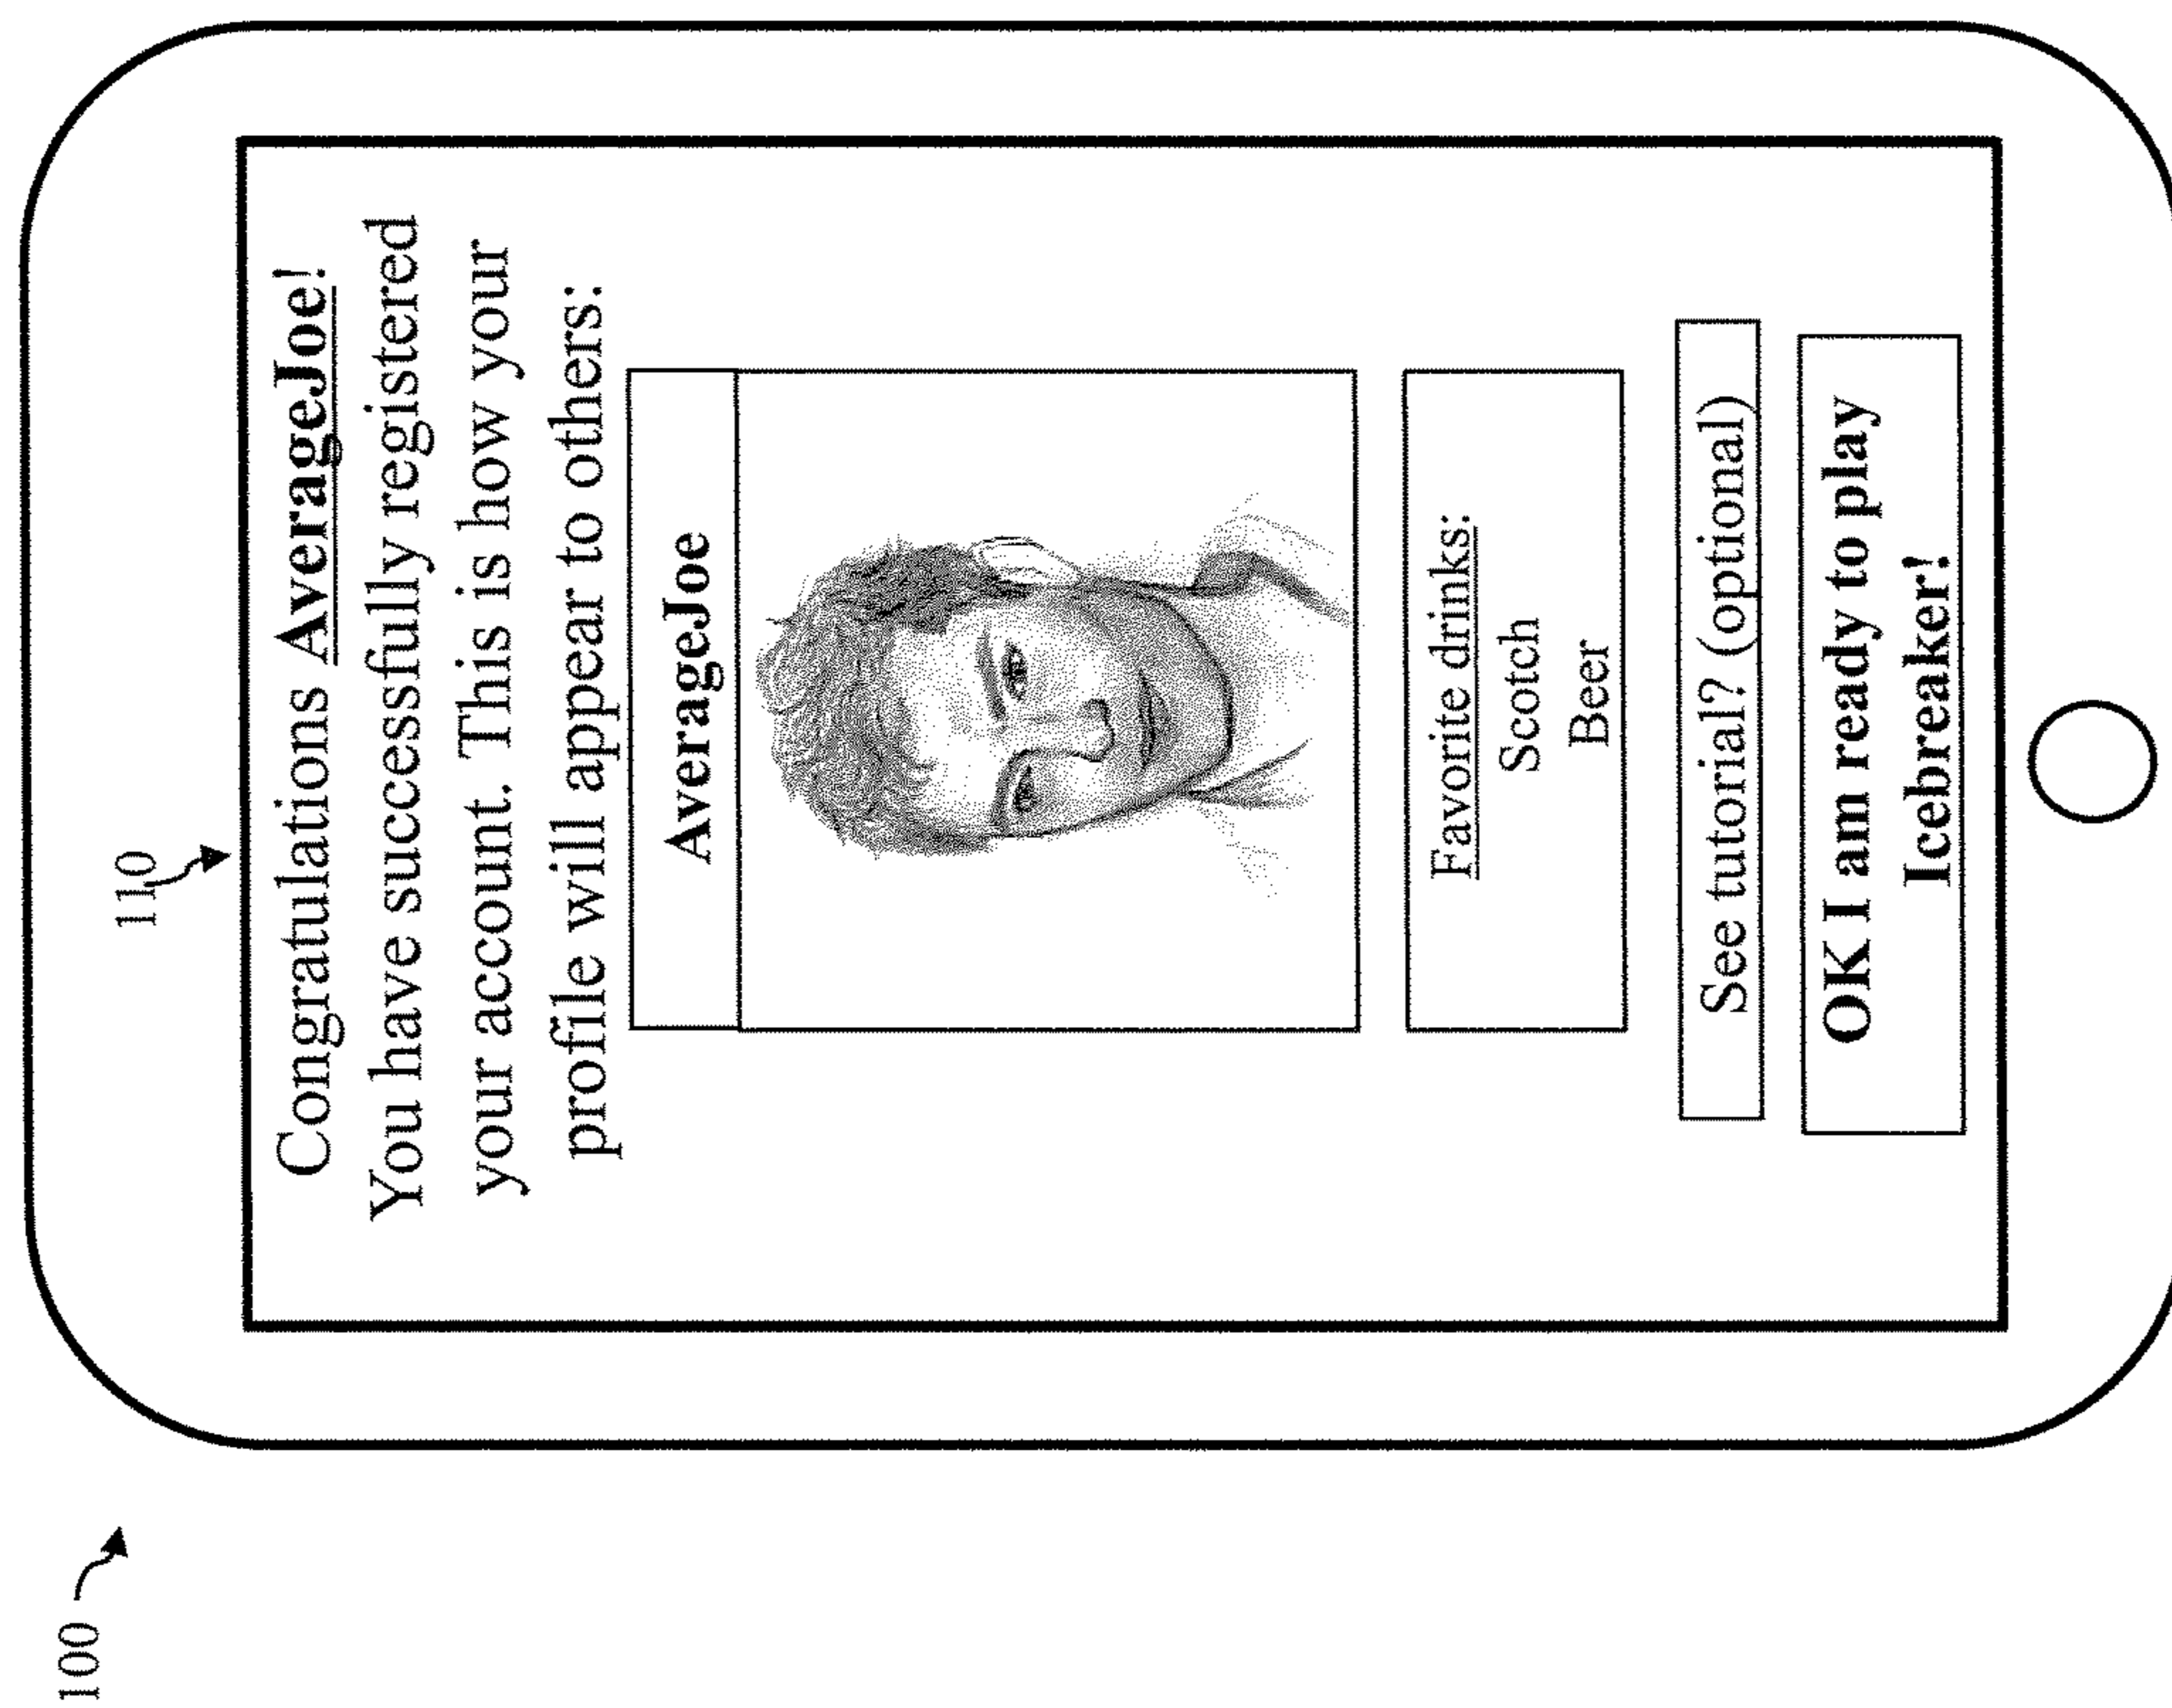 100
110
Congratulations AverageJoe!
You have successfully registered
your account. This is how your
profile will appear to others:
AverageJoe
Favorite drinks:
Scotch
Beer
See tutorial? (optional)
OK I am ready to play
Icebreaker!